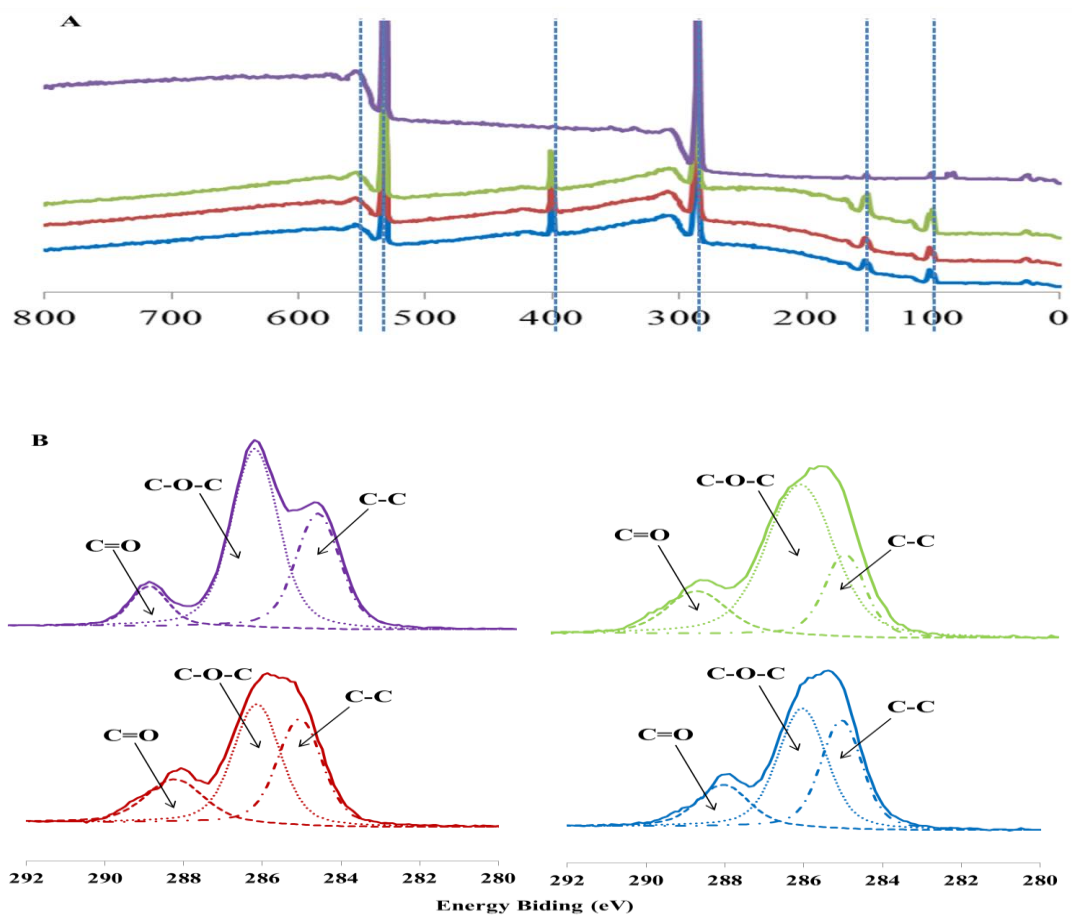 A
800 700 600 500 400 300 200 100 0
B
C-O-C
C-C
C=O
C-O-C
C=O
C-C
C-O-C
C-C
C=O
C-O-C
C-C
C=O
292 290 288 286 284 282 280
292 290 288 286 284 282 280
Energy Biding (eV)